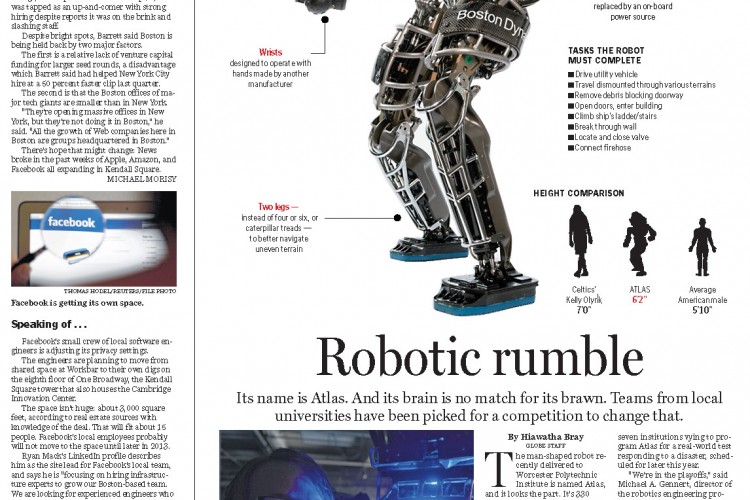 was tapped as an up-and-comer with strong
hiring despite reports it was on the brink and
slashing staff.
Despite bright spots, Barrett said Boston is
being held back by two major factors.
The first is a relative lack of venture capital
funding for larger seed rounds, a disadvantage
which Barrett said had helped New York City
hire at a 50 percent faster clip last quarter.
The second is that the Boston offices of ma-
jor tech giants are smaller than in New York.
"They're opening massive offices in New
York, but they're not doing it in Boston," he
said. "All the growth of Web companies here in
Boston are groups headquartered in Boston."
There's hope that might change: News
broke in the past weeks of Apple, Amazon, and
Facebook all expanding in Kendall Square.
MICHAEL MORISY
facebook
THOMAS HODEL/REUTERS/FILE PHOTO
Facebook is getting its own space.
Speaking of . . .
Facebook's small crew of local software en-
gineers is adjusting its privacy settings.
The engineers are planning to move from
shared space at Workbar to their own digs on
the eighth floor of One Broadway, the Kendall
Square tower that also houses the Cambridge
Innovation Center.
The space isn't huge: about 3,000 square
feet, according to real estate sources with
knowledge of the deal. That will fit about 16
people. Facebook's local employees probably
will not move to the space until later in 2013.
Ryan Mack's LinkedIn profile describes
him as the site lead for Facebook's local team,
and says he is "focusing on hiring infrastruc-
ture experts to grow our Boston-based team.
We are looking for experienced engineers who
replaced by an on-board
power source
Boston Dyn
Wrists
designed to operate with
hands made by another
manufacturer
TASKS THE ROBOT
MUST COMPLETE
■ Drive utility vehicle
■ Travel dismounted through various terrains
■ Remove debris blocking doorway
■ Open doors, enter building
■ Climb ship's ladder/stairs
■ Break through wall
■ Locate and close valve
■ Connect firehose
Two legs —
instead of four or six, or
caterpillar treads —
to better navigate
uneven terrain
HEIGHT COMPARISON
Celtics'
Kelly Olynk
7'0"
ATLAS
6'2"
Average
American male
5'10"
Robotic rumble
Its name is Atlas. And its brain is no match for its brawn. Teams from local
universities have been picked for a competition to change that.
By Hiawatha Bray
GLOBE STAFF
The man-shaped robot re-
cently delivered to
Worcester Polytechnic
Institute is named Atlas,
and it looks the part. It's 330
seven institutions vying to pro-
gram Atlas for a real-world test
responding to a disaster, sched-
uled for later this year.
"We're in the playoffs," said
Michael A. Gennert, director of
the robotics engineering pro-